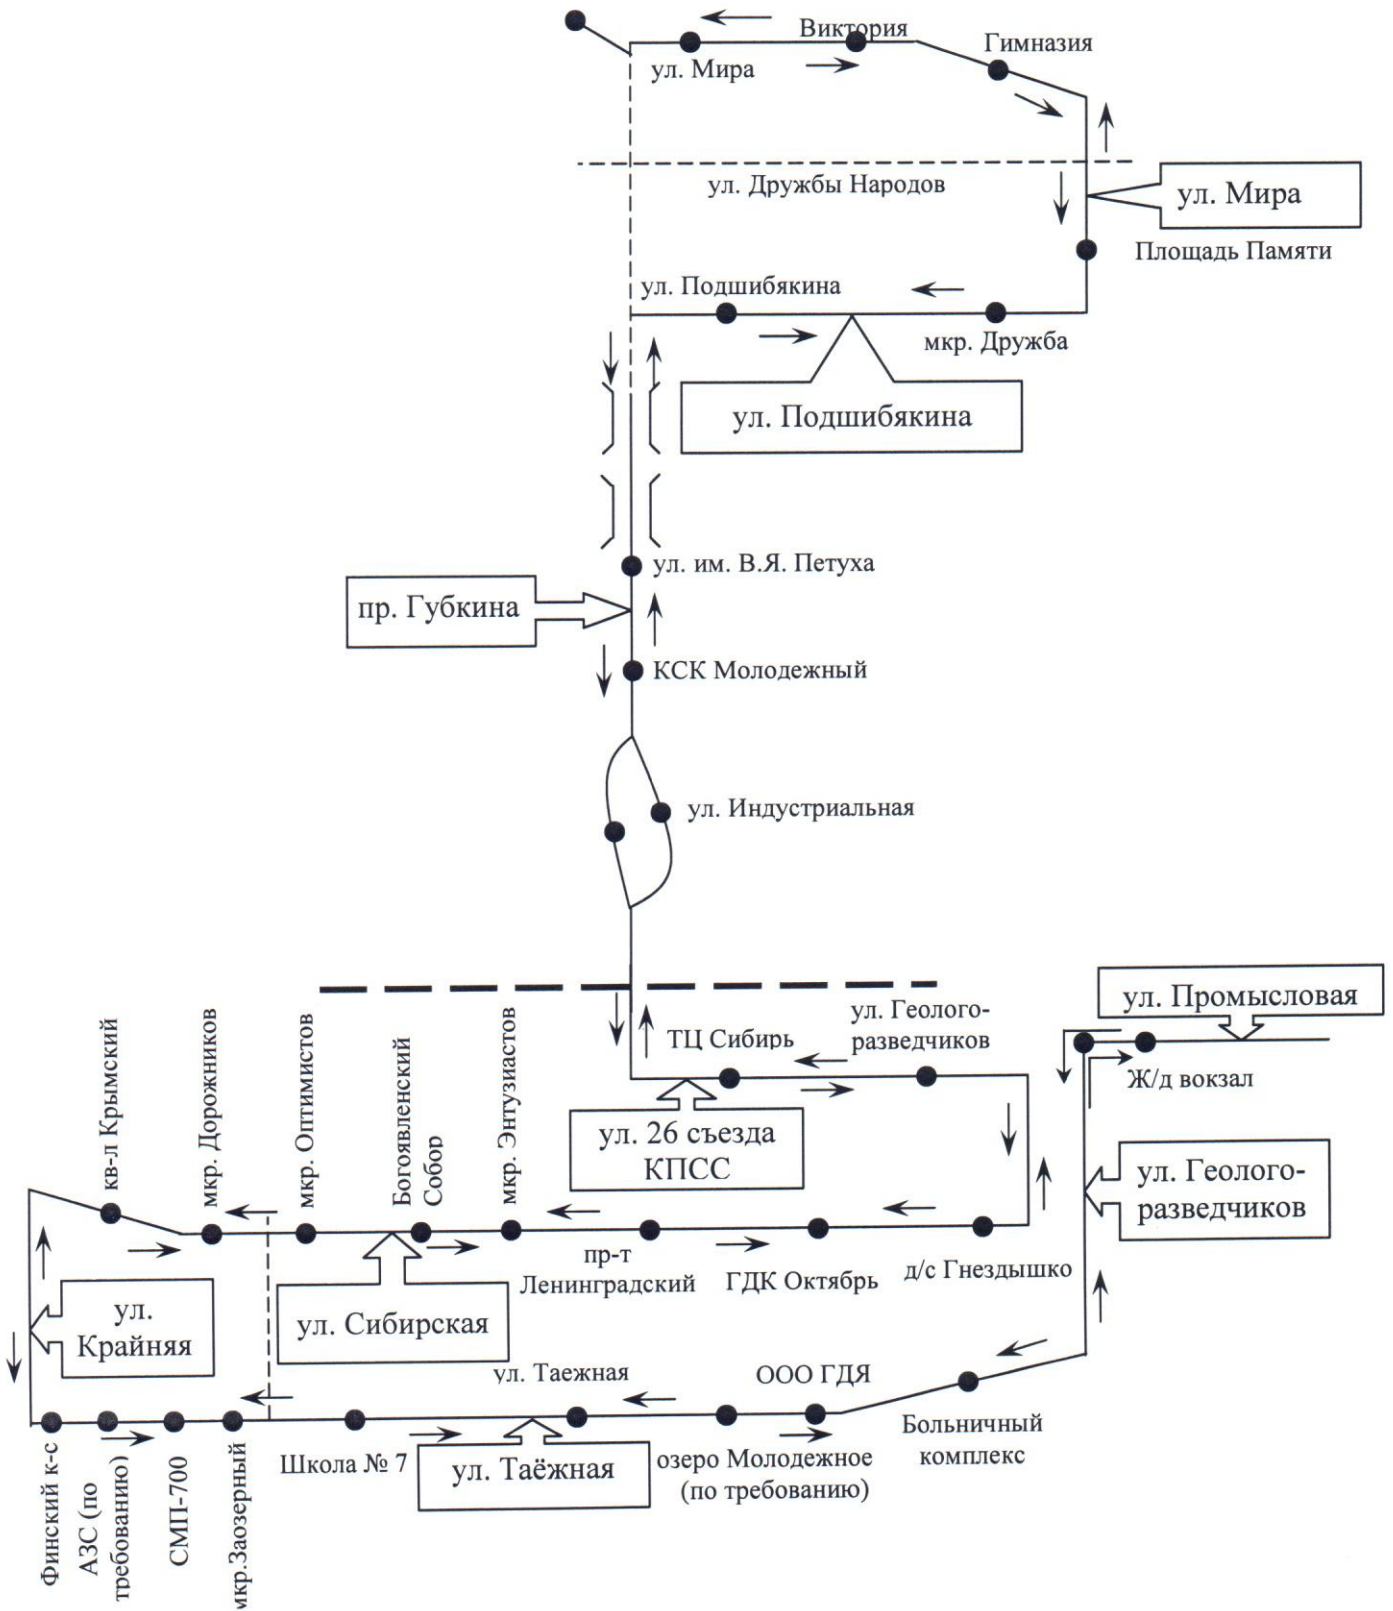 Виктория
Гимназия
ул. Мира
ул. Дружбы Народов
ул. Мира
Площадь Памяти
ул. Подшибякина
мкр. Дружба
ул. Подшибякина
ул. им. В.Я. Петуха
пр. Губкина
КСК Молодежный
ул. Индустриальная
ул. Промысловая
ул. Геолого-
разведчиков
ТЦ Сибирь
Ж/д вокзал
ул. 26 съезда
КПСС
кв-л Крымский
мкр. Дорожников
мкр. Оптимистов
Богоявленский
Собор
мкр. Энтузиастов
ул. Геолого-
разведчиков
пр-т
Ленинградский
ГДК Октябрь
д/с Гнездышко
ул.
Крайняя
ул. Сибирская
ул. Таежная
ООО ГДЯ
Больничный
комплекс
Финский к-с
АЗС (по
требованию)
СМП-700
мкр.Заозерный
Школа № 7
ул. Таёжная
озеро Молодежное
(по требованию)